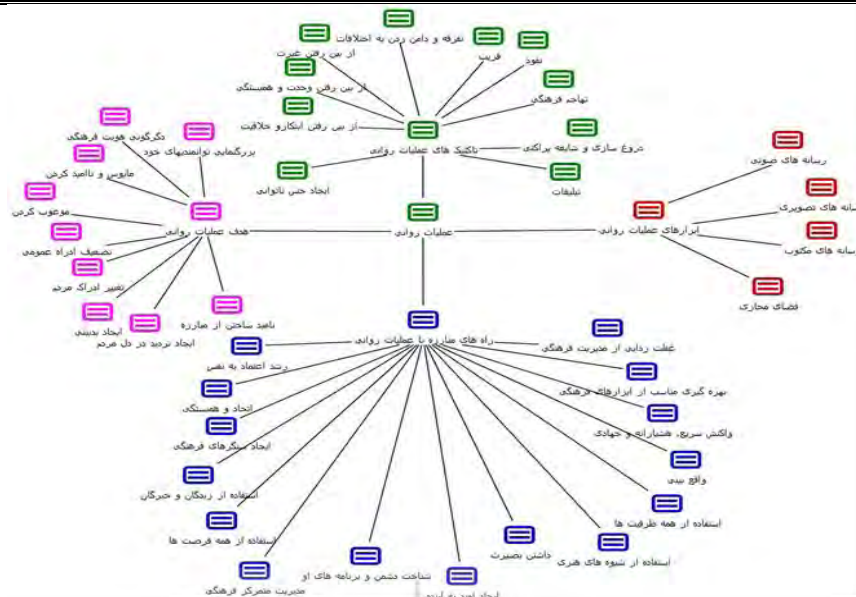 تفرقه و دامن زدن به اختلافات
از بین رفتن غیرت
فریب
نفوذ
از بین رفتن وحدت و همبستگی
تهاجم فرهنگی
از بین رفتن ابتکارو خلاقیت
دروغ سازی و شایعه پراکنی
تاکتیک های عملیات روانی
ایجاد حس ناتوانی
تبلیغات
دگرگونی هویت فرهنگی
بزرگنمایی توانمندیهای خود
مایوس و ناامید کردن
مرعوب کردن
هدف عملیات روانی
تضعیف اداره عمومی
تغییر ادراک مردم
ایجاد بدبینی
ایجاد تردید در دل مردم
ناامید ساختن از مبارزه
عملیات روانی
ابزارهای عملیات روانی
رسانه های صوتی
رسانه های تصویری
رسانه های مکتوب
فضای مجازی
راه های مبارزه با عملیات روانی
غفلت زدایی از مدیریت فرهنگی
رشد اعتماد به نفس
بهره گیری مناسب از ابزارهای فرهنگی
اتحاد و همبستگی
واکنش سریع، هشیارانه و جهادی
ایجاد سنگرهای فرهنگی
واقع بینی
استفاده از زبدگان و خبرگان
استفاده از همه ظرفیت ها
استفاده از همه فرصت ها
استفاده از شیوه های هنری
داشتن بصیرت
شناخت دشمن و برنامه های او
مدیریت متمرکز فرهنگی
ایجاد امید به آینده